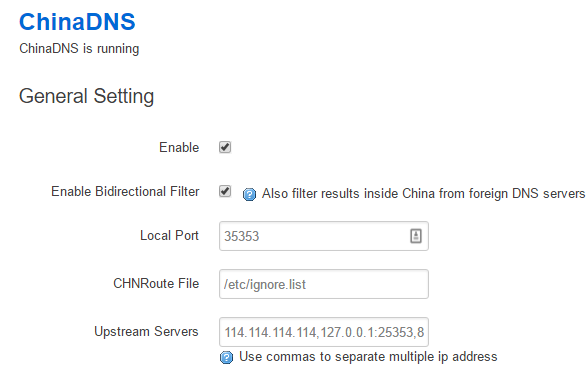 ChinaDNS
ChinaDNS is running
General Setting
Enable
Enable Bidirectional Filter ? Also filter results inside China from foreign DNS servers
Local Port 35353
CHNRoute File /etc/ignore.list
Upstream Servers 114.114.114.114,127.0.0.1:25353,8
? Use commas to separate multiple ip address